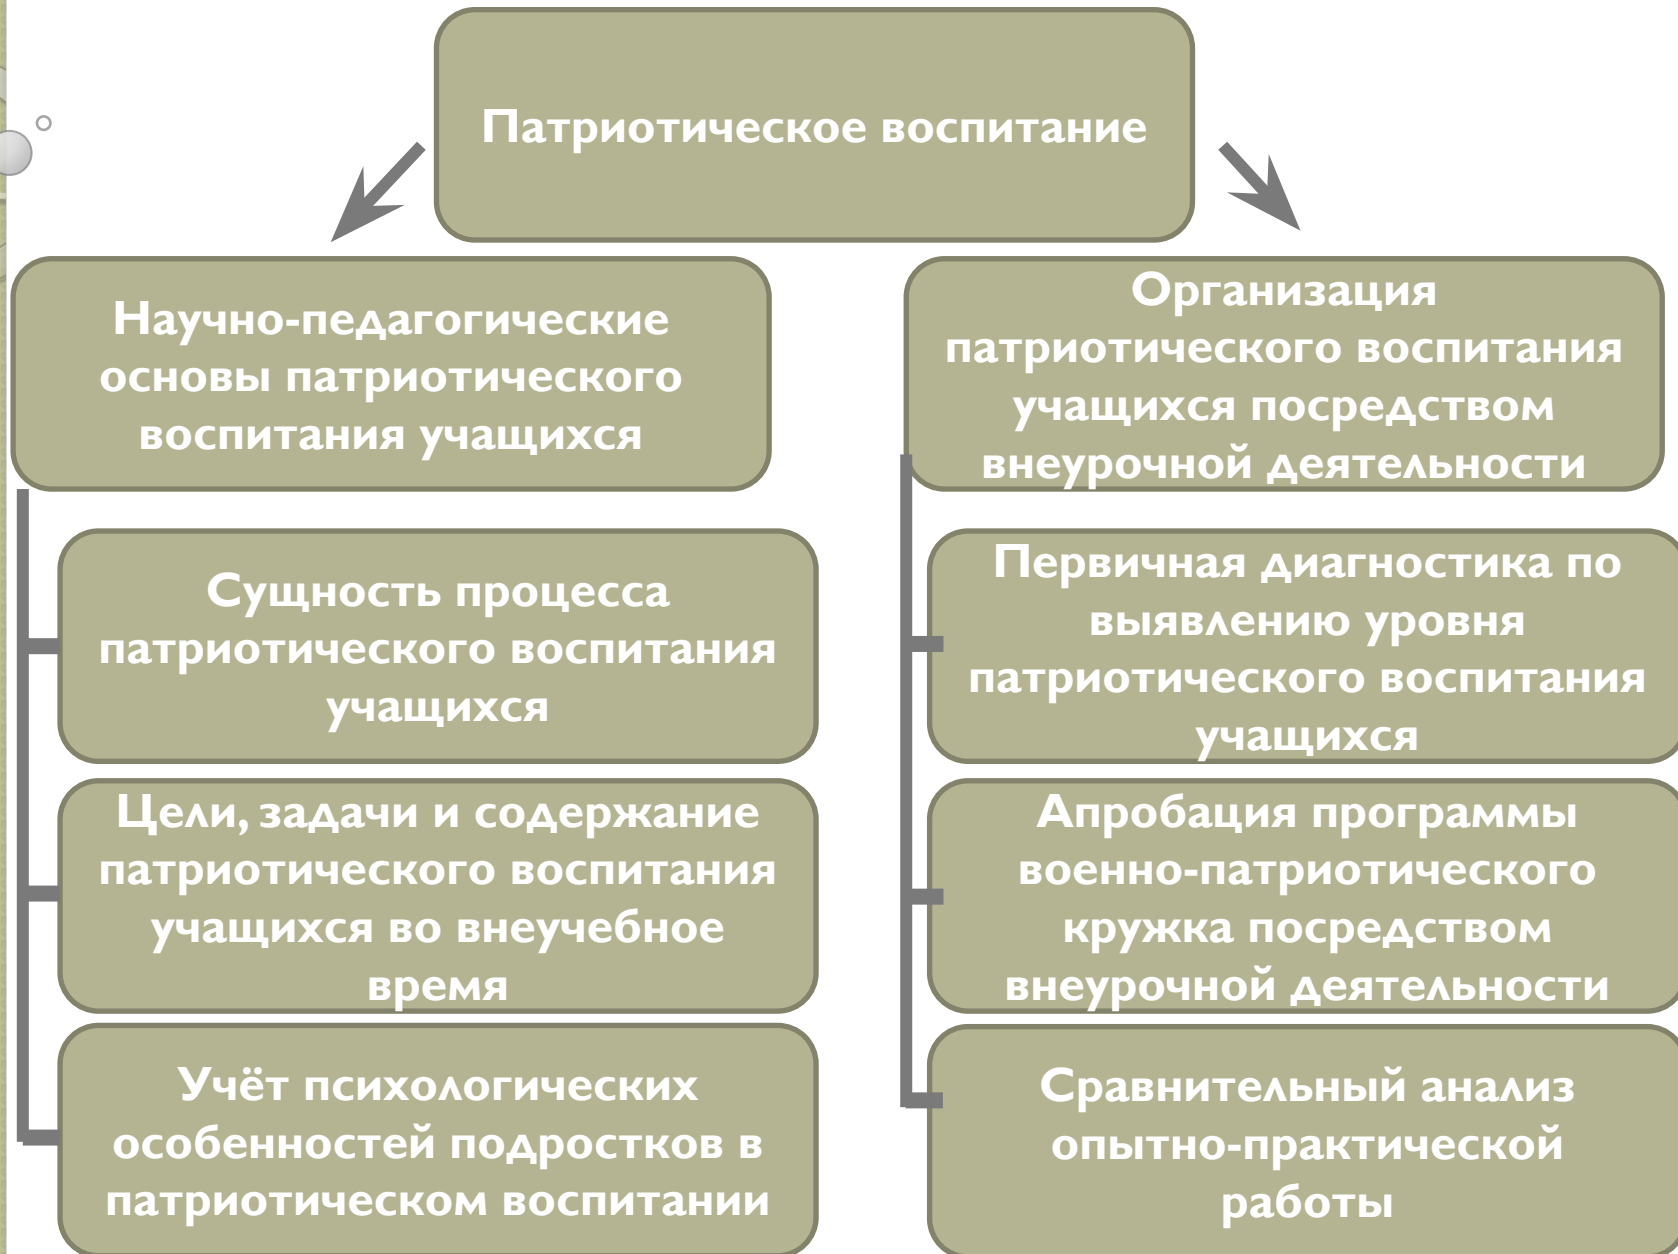 Патриотическое воспитание
Научно-педагогические
основы патриотического
воспитания учащихся
Сущность процесса
патриотического воспитания
учащихся
Цели, задачи и содержание
патриотического воспитания
учащихся во внеучебное
время
Учёт психологических
особенностей подростков в
патриотическом воспитании
Организация
патриотического воспитания
учащихся посредством
внеурочной деятельности
Первичная диагностика по
выявлению уровня
патриотического воспитания
учащихся
Апробация программы
военно-патриотического
кружка посредством
внеурочной деятельности
Сравнительный анализ
опытно-практической
работы